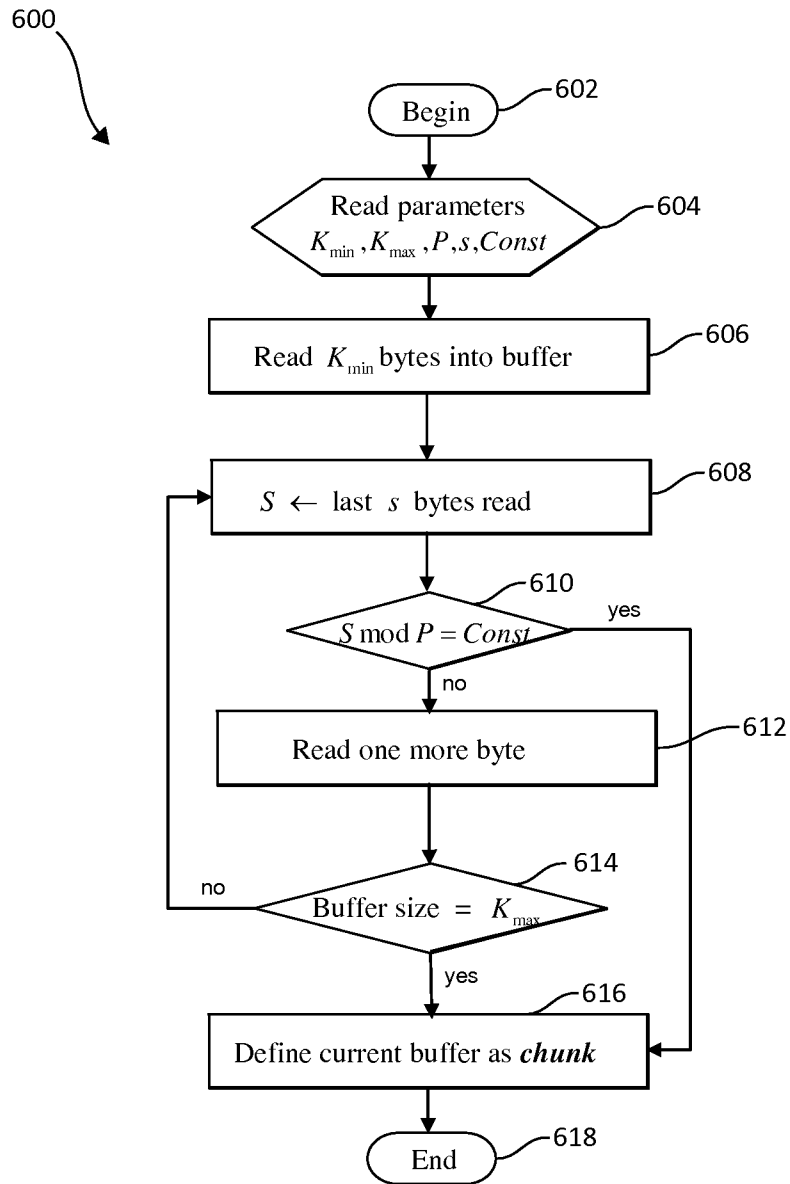 600
602
Begin
Read parameters
604
K_min , K_max , P, s, Const
Read K_min bytes into buffer
606
S ← last s bytes read
608
610
yes
S mod P = Const
no
Read one more byte
612
614
no
Buffer size = K_max
yes
616
Define current buffer as chunk
End
618